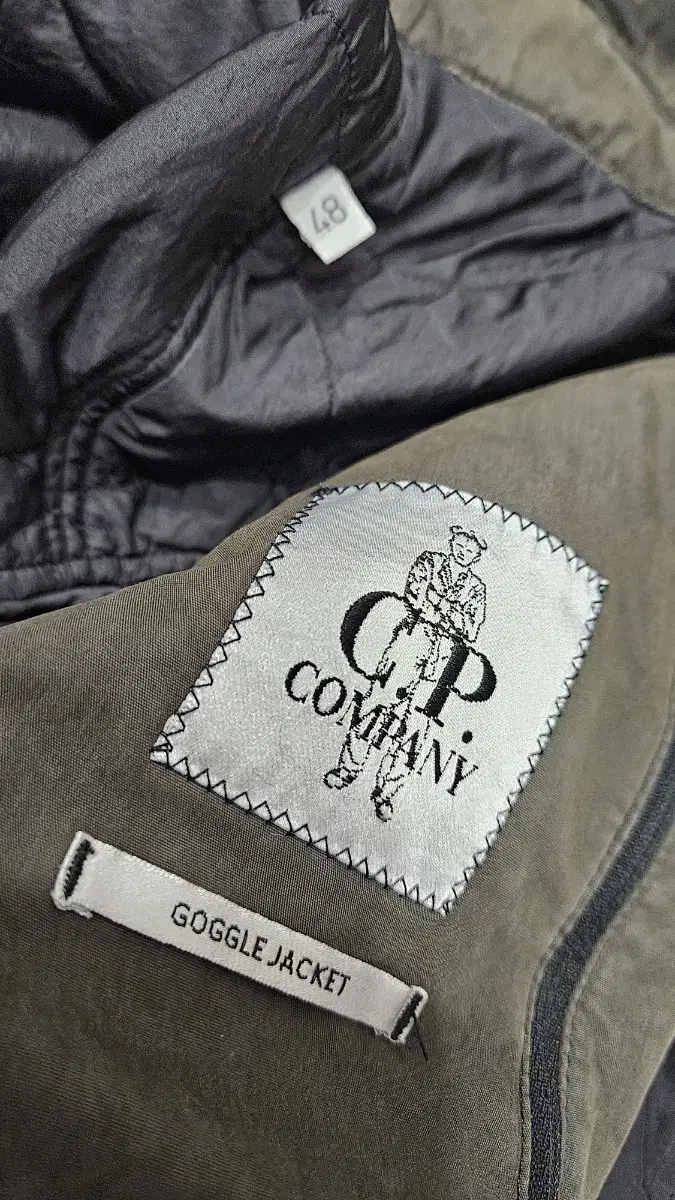 48
C.P.
COMPANY
GOGGLE JACKET